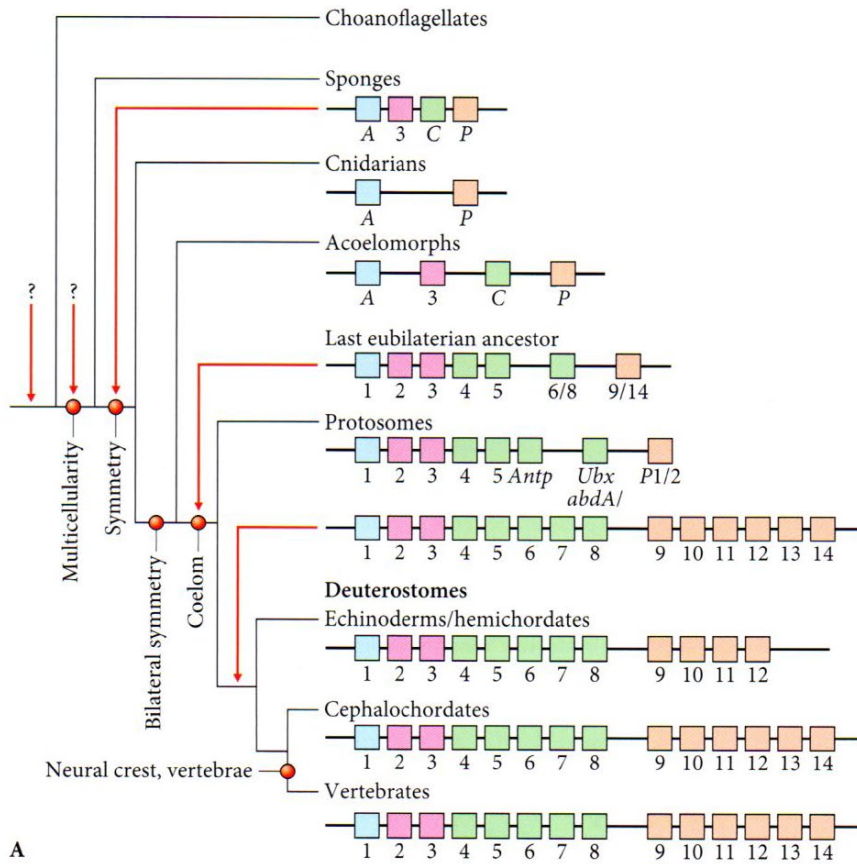 Choanoflagellates
Sponges
A 3 C P
Cnidarians
A P
Acoelomorphs
A 3 C P
? ?
Last eubilaterian ancestor
1 2 3 4 5 6/8 9/14
Protosomes
1 2 3 4 5 Antp Ubx P1/2
abdA/
Multicellularity
Symmetry
Bilateral symmetry
Coelom
1 2 3 4 5 6 7 8 9 10 11 12 13 14
Deuterostomes
Echinoderms/hemichordates
1 2 3 4 5 6 7 8 9 10 11 12
Cephalochordates
1 2 3 4 5 6 7 8 9 10 11 12 13 14
Neural crest, vertebrae
Vertebrates
1 2 3 4 5 6 7 8 9 10 11 12 13 14
A